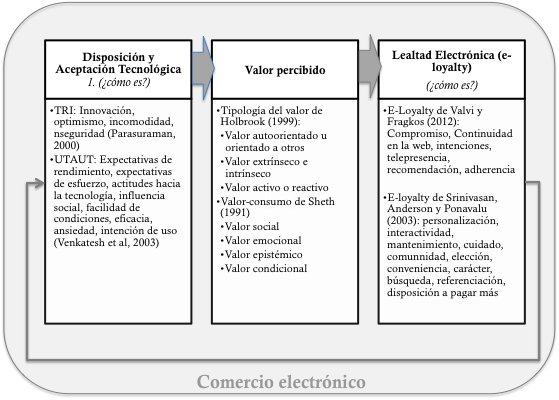 Disposición y
Aceptación Tecnológica
1. (¿cómo es?)
•TRI: Innovación,
optimismo, incomodidad,
nseguridad (Parasuraman,
2000)
•UTAUT: Expectativas de
rendimiento, expectativas
de esfuerzo, actitudes hacia
la tecnología, influencia
social, facilidad de
condiciones, eficacia,
ansiedad, intención de uso
(Venkatesh et al, 2003)
Valor percibido
•Tipología del valor de
Holbrook (1999):
•Valor autoorientado u
orientado a otros
•Valor extrínseco e
intrínseco
•Valor activo o reactivo
•Valor-consumo de Sheth
(1991)
•Valor social
•Valor emocional
•Valor epistémico
•Valor condicional
Lealtad Electrónica (e-
loyalty)
(¿cómo es?)
•E-Loyalty de Valvi y
Fragkos (2012):
Compromiso, Continuidad
en la web, intenciones,
telepresencia,
recomendación, adherencia
•E-loyalty de Srinivasan,
Anderson y Ponavalu
(2003): personalización,
interactividad,
mantenimiento, cuidado,
comunnidad, elección,
conveniencia, carácter,
búsqueda, referenciación,
disposición a pagar más
Comercio electrónico